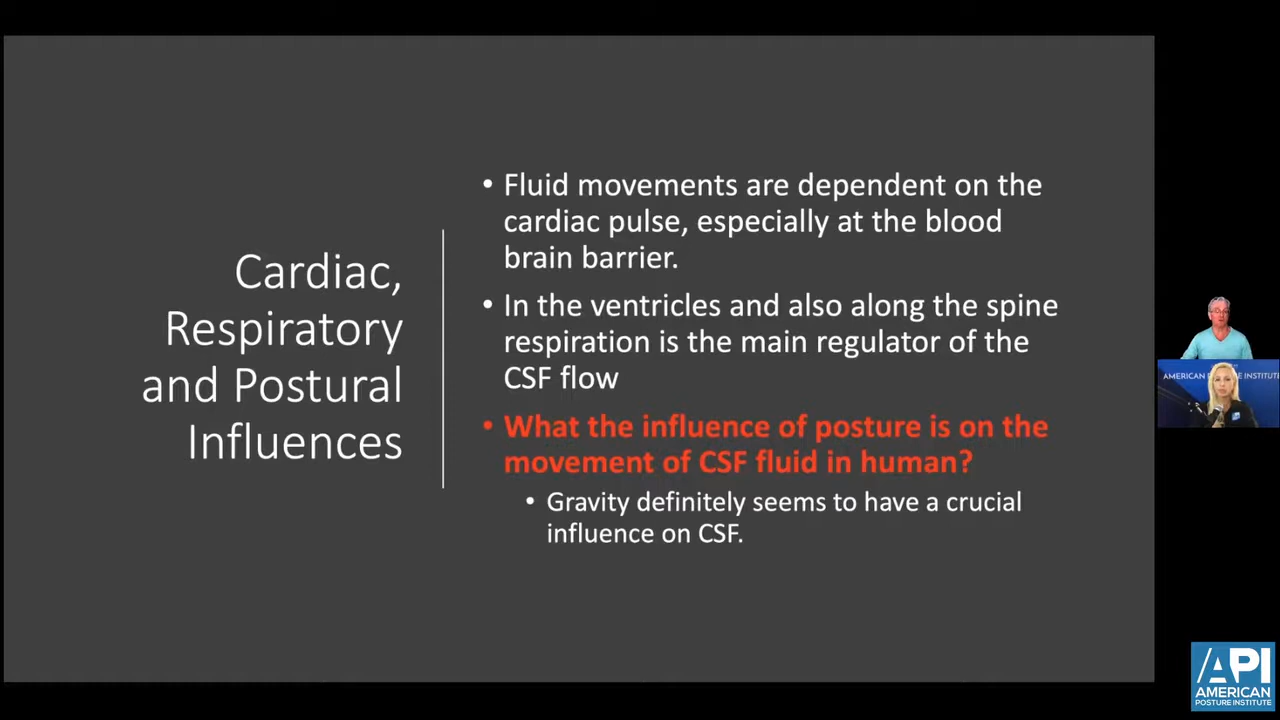 Cardiac,
Respiratory
and Postural
Influences
• Fluid movements are dependent on the
cardiac pulse, especially at the blood
brain barrier.
• In the ventricles and also along the spine
respiration is the main regulator of the
CSF flow
• What the influence of posture is on the
movement of CSF fluid in human?
• Gravity definitely seems to have a crucial
influence on CSF.
API
AMERICAN
POSTURE INSTITUTE